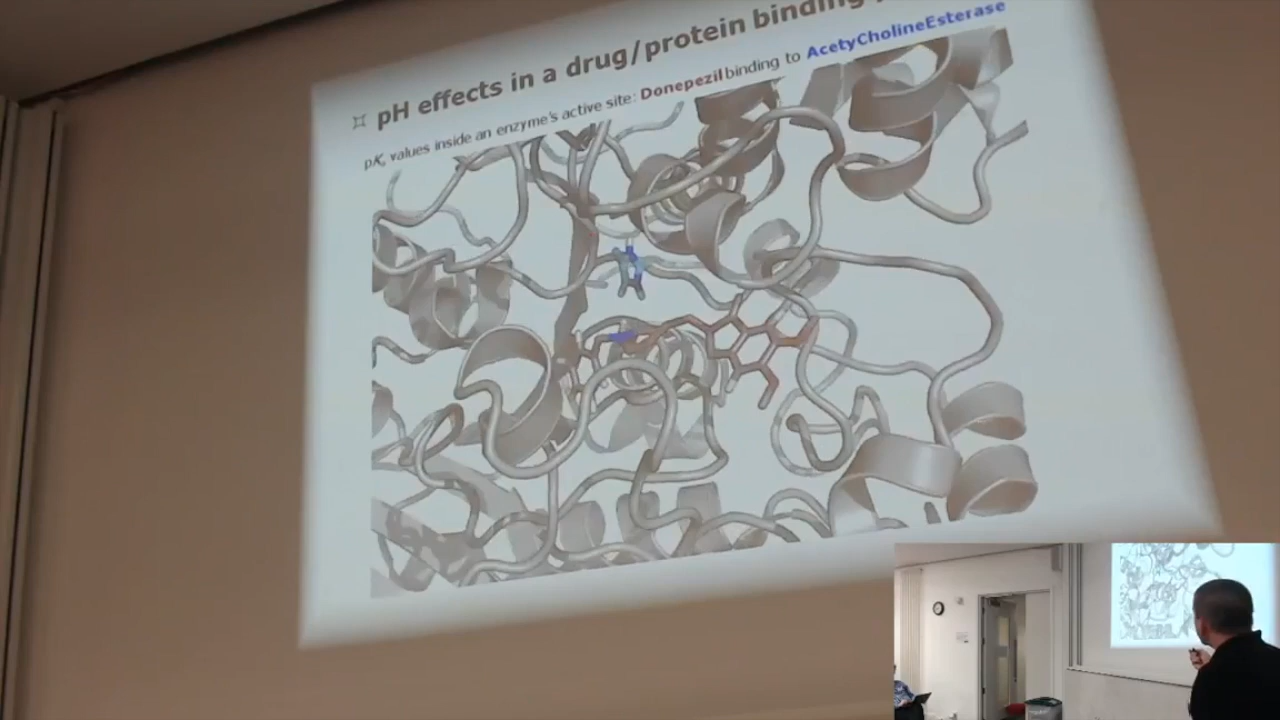 ¤ pH effects in a drug/protein binding
pKa values inside an enzyme's active site: Donepezil binding to AcetyCholineEsterase